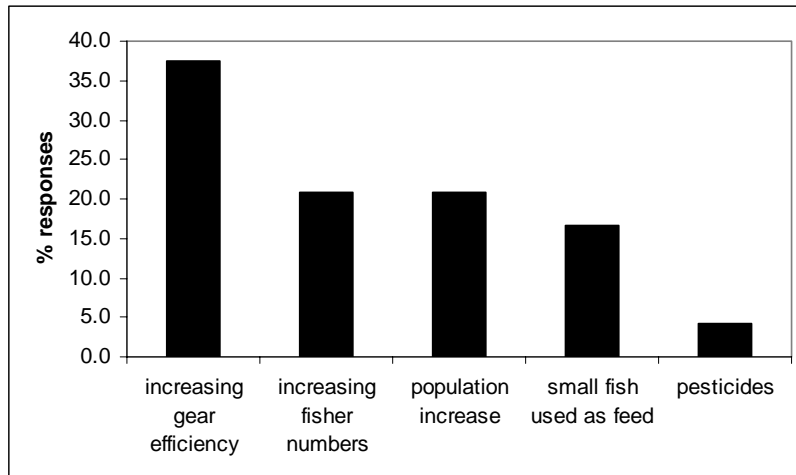 40.0
35.0
30.0
25.0
20.0
15.0
10.0
5.0
0.0
% responses
increasing
gear
efficiency
increasing
fisher
numbers
population
increase
small fish
used as feed
pesticides